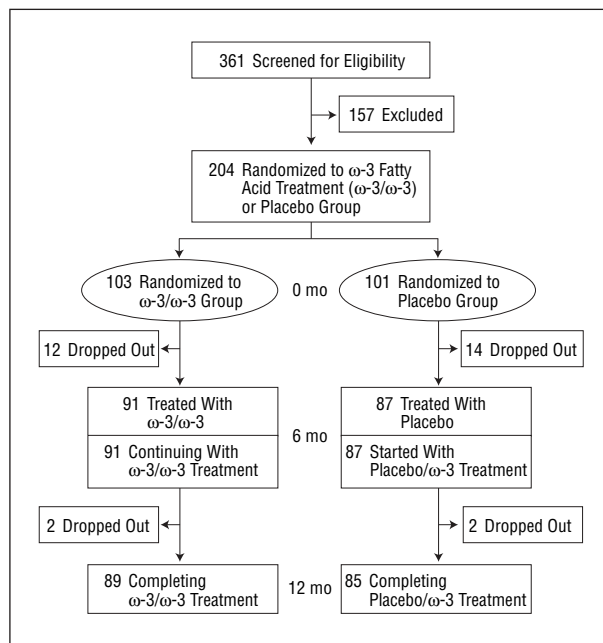 361 Screened for Eligibility
157 Excluded
204 Randomized to ω-3 Fatty
Acid Treatment (ω-3/ω-3)
or Placebo Group
103 Randomized to
ω-3/ω-3 Group
0 mo
101 Randomized to
Placebo Group
12 Dropped Out
14 Dropped Out
91 Treated With
ω-3/ω-3
91 Continuing With
ω-3/ω-3 Treatment
6 mo
87 Treated With
Placebo
87 Started With
Placebo/ω-3 Treatment
2 Dropped Out
2 Dropped Out
89 Completing
ω-3/ω-3 Treatment
12 mo
85 Completing
Placebo/ω-3 Treatment